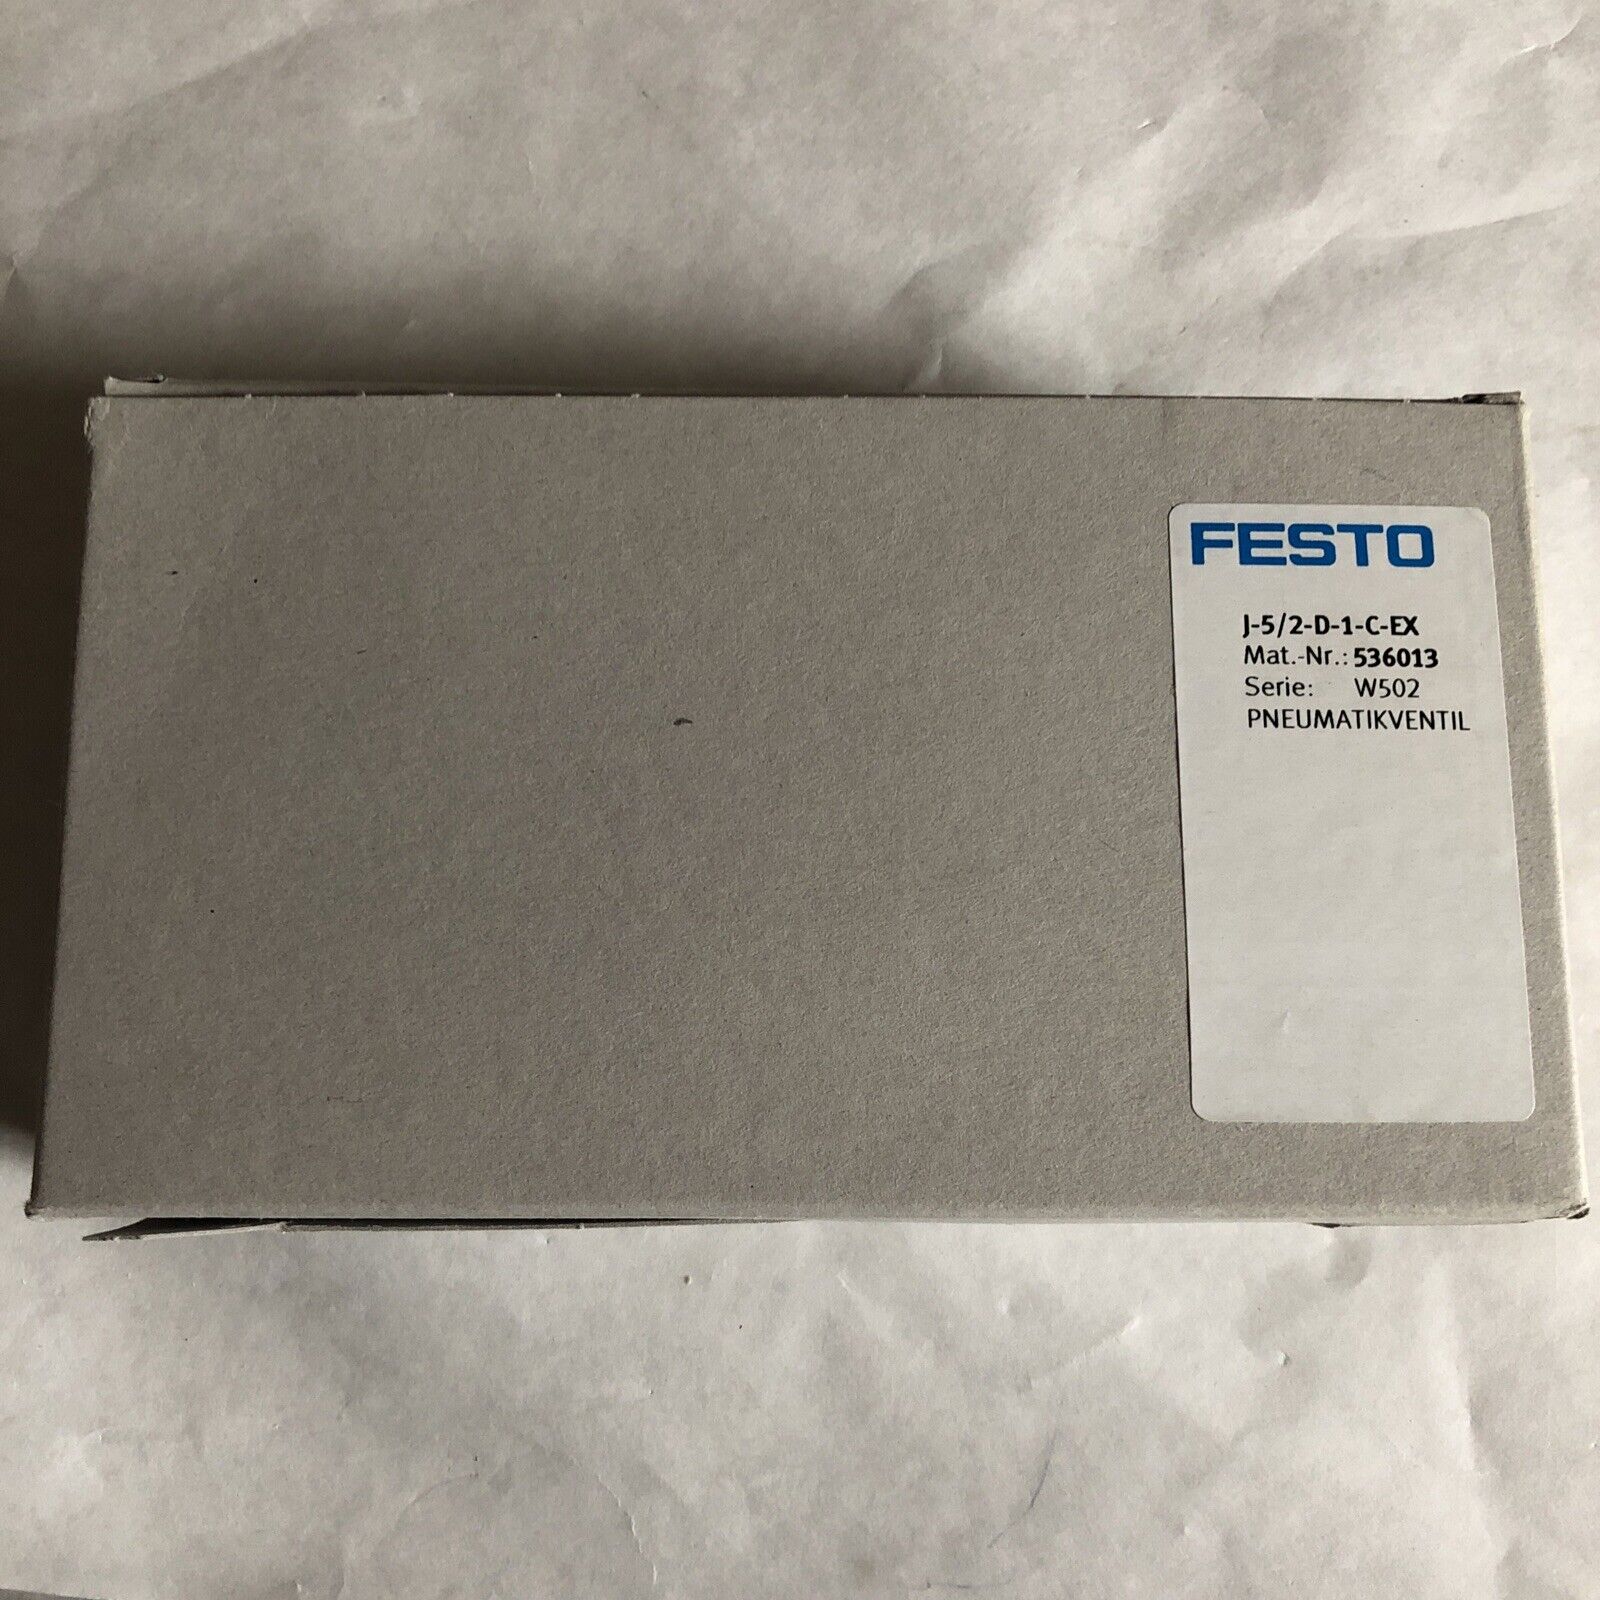 FESTO
J-5/2-D-1-C-EX
Mat.-Nr.: 536013
Serie: W502
PNEUMATIKVENTIL